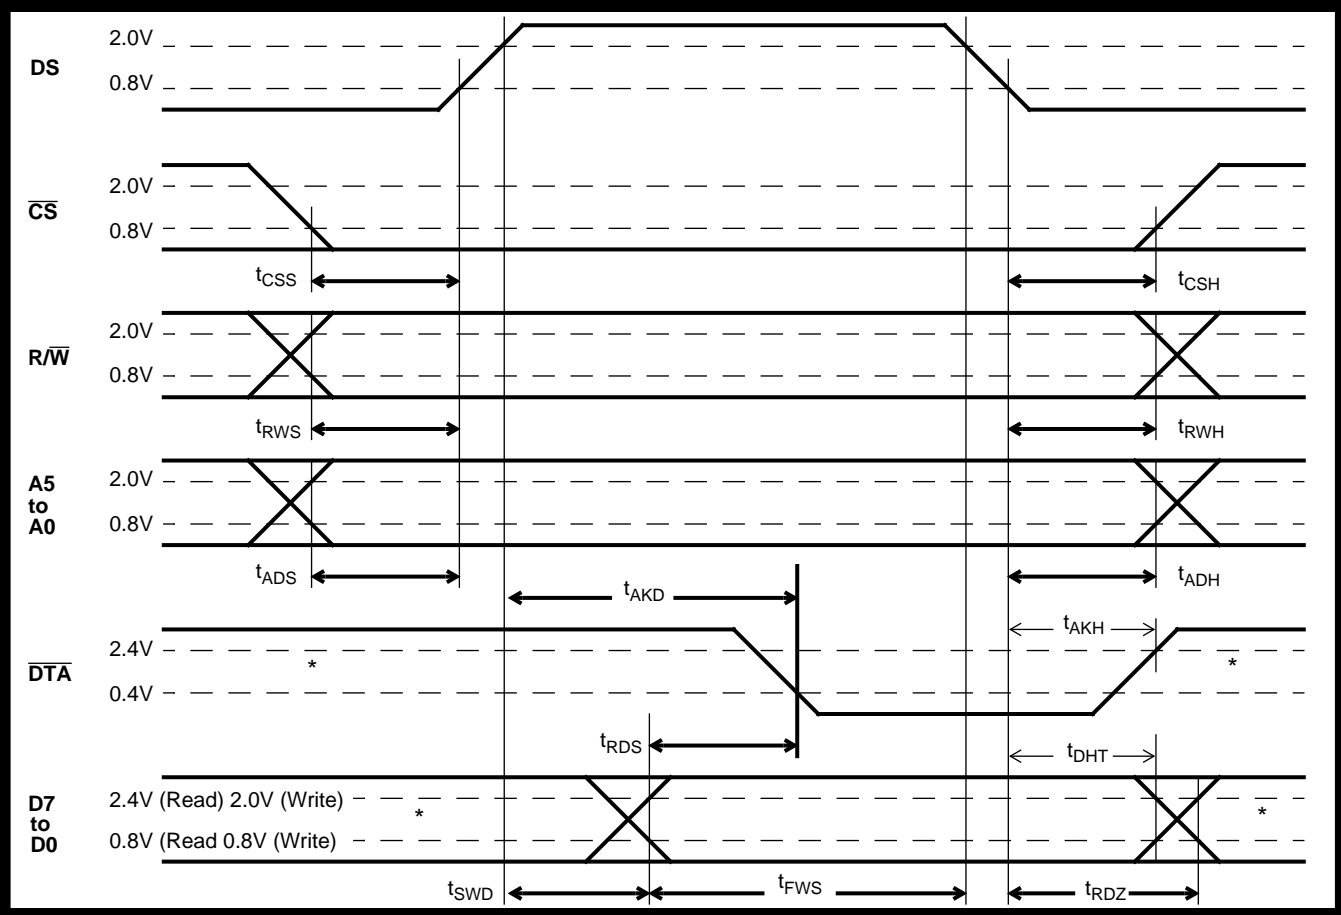 DS
2.0V
0.8V
CS
2.0V
0.8V
tCSS
tCSH
R/W
2.0V
0.8V
tRWS
tRWH
A5
to
A0
2.0V
0.8V
tADS
tADH
tAKD
tAKH
DTA
2.4V
0.4V
*
*
tRDS
tDHT
D7
to
D0
2.4V (Read) 2.0V (Write)
0.8V (Read 0.8V (Write)
*
*
tSWD
tFWS
tRDZ